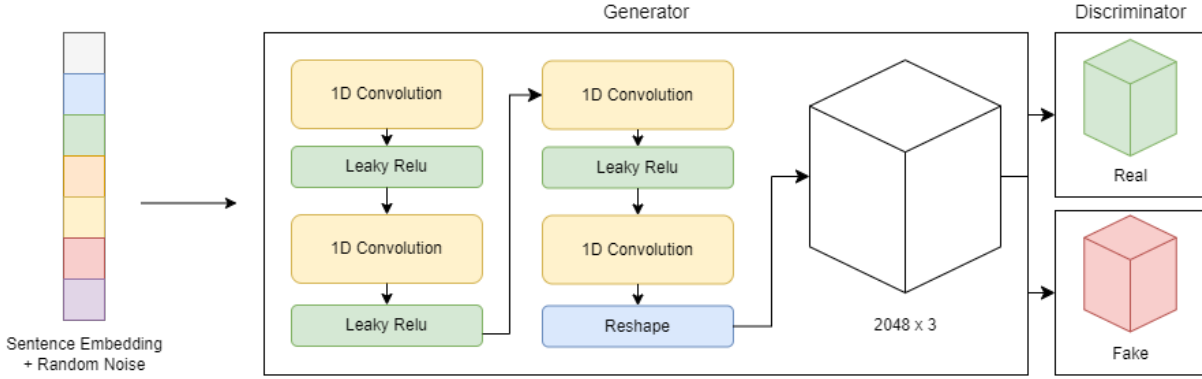 Generator
Discriminator
1D Convolution
Leaky Relu
1D Convolution
Leaky Relu
1D Convolution
Leaky Relu
1D Convolution
Reshape
2048 x 3
Real
Fake
Sentence Embedding
+ Random Noise